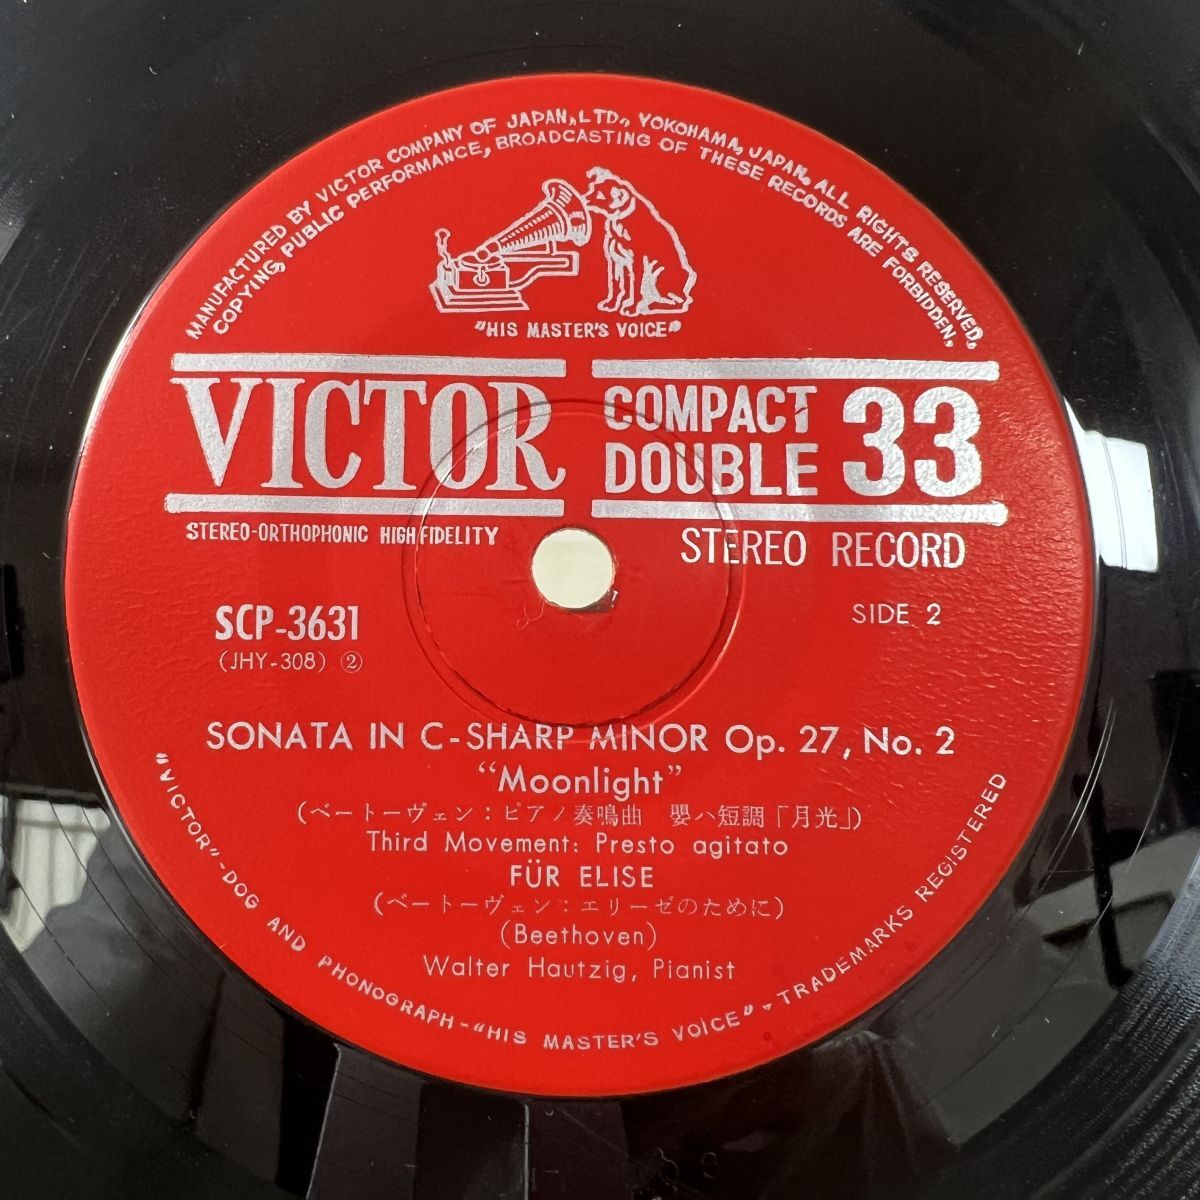 MANUFACTURED BY VICTOR COMPANY OF JAPAN, LTD., YOKOHAMA, JAPAN, ALL RIGHTS RESERVED.
COPYING, PUBLIC PERFORMANCE, BROADCASTING OF THESE RECORDS ARE FORBIDDEN.
"HIS MASTER'S VOICE"
VICTOR
COMPACT
DOUBLE 33
STEREO-ORTHOPHONIC HIGH FIDELITY
STEREO RECORD
SCP-3631
SIDE 2
(JHY-308) ②
SONATA IN C-SHARP MINOR Op. 27, No. 2
"Moonlight"
(ベートーヴェン：ピアノ奏鳴曲 嬰ハ短調「月光」)
Third Movement: Presto agitato
FÜR ELISE
(ベートーヴェン：エリーゼのために)
(Beethoven)
Walter Hautzig, Pianist
"VICTOR"-DOG AND PHONOGRAPH-"HIS MASTER'S VOICE"-TRADEMARKS REGISTERED